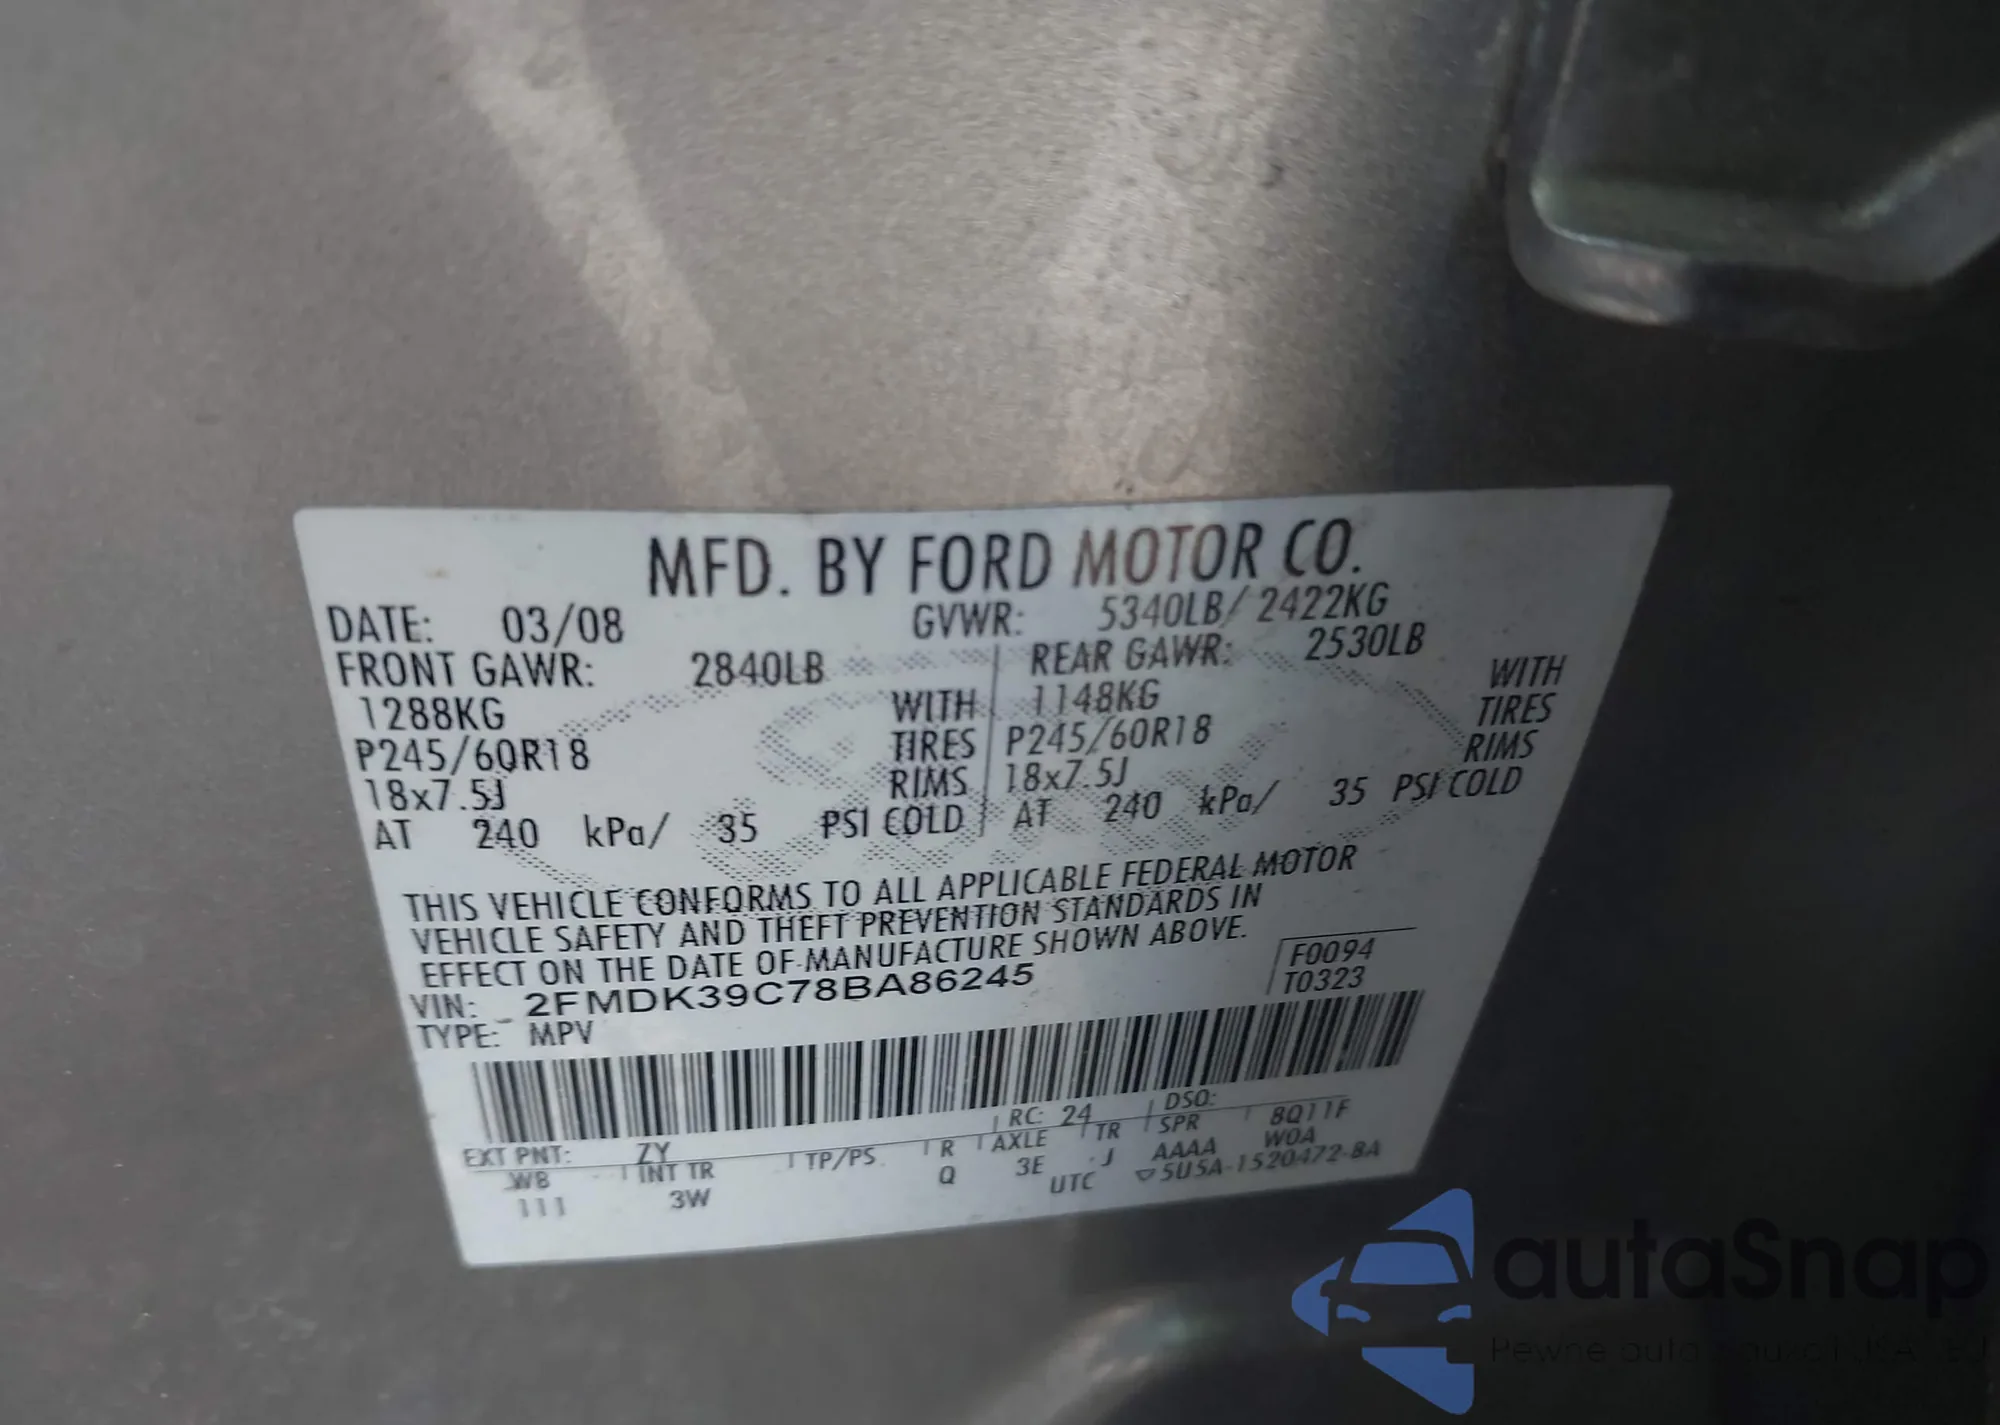 MFD. BY FORD MOTOR CO.
DATE: 03/08 GVWR: 5340LB/ 2422KG
FRONT GAWR: 2840LB REAR GAWR: 2530LB
1288KG WITH 1148KG WITH
P245/60R18 TIRES P245/60R18 TIRES
18x7.5J RIMS 18x7.5J RIMS
AT 240 kPa/ 35 PSI COLD AT 240 kPa/ 35 PSI COLD
THIS VEHICLE CONFORMS TO ALL APPLICABLE FEDERAL MOTOR
VEHICLE SAFETY AND THEFT PREVENTION STANDARDS IN
EFFECT ON THE DATE OF MANUFACTURE SHOWN ABOVE.
F0094
VIN: 2FMDK39C78BA86245 T0323
TYPE: MPV
EXT PNT: ZY RC: 24 DSO: 8Q11F
WB INT TR TP/PS R AXLE TR SPR WOA
111 3W Q 3E J AAAA
UTC 5U5A-1520472-BA
autaSnap
Pewne auto